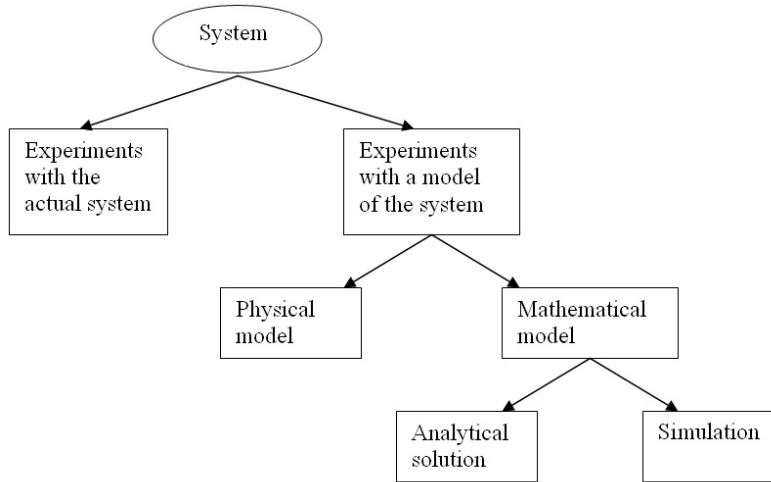 System
Experiments
with the
actual system
Experiments
with a model
of the system
Physical
model
Mathematical
model
Analytical
solution
Simulation